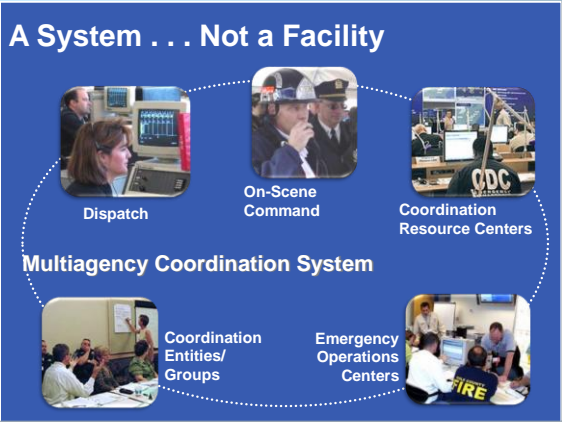 A System . . . Not a Facility
Dispatch
On-Scene
Command
CDC
Coordination
Resource Centers
Multiagency Coordination System
Coordination
Entities/
Groups
Emergency
Operations
Centers
FIRE